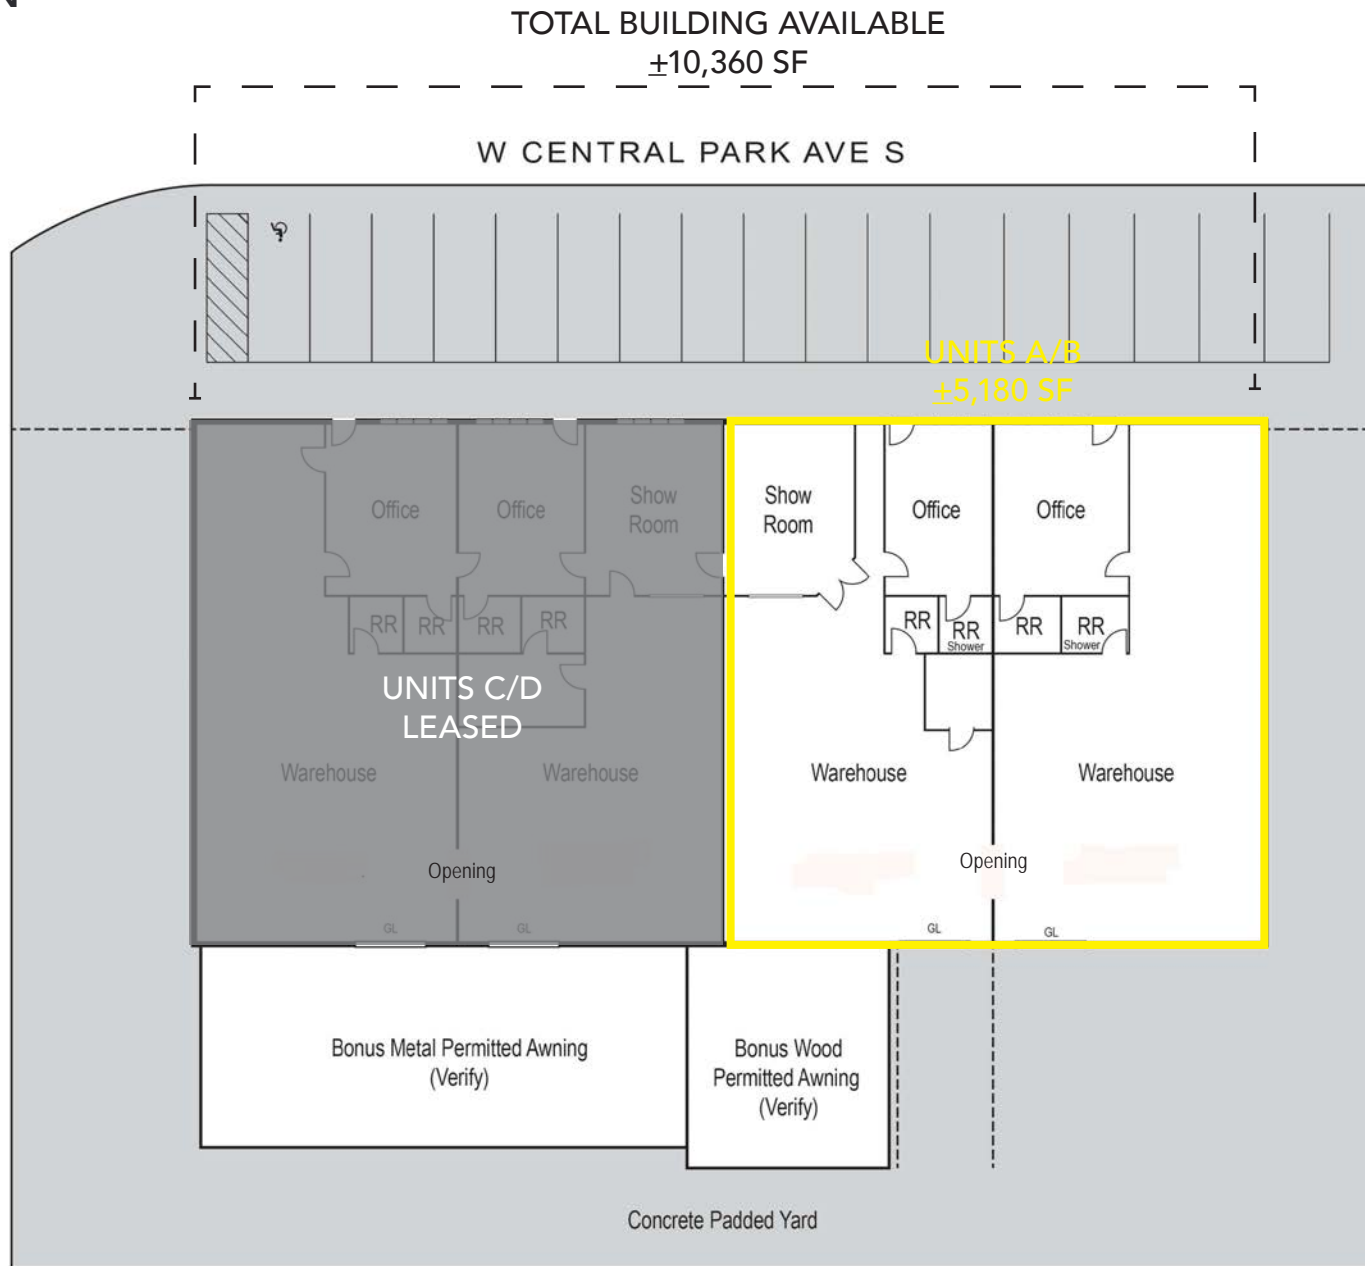 N
TOTAL BUILDING AVAILABLE
±10,360 SF
W CENTRAL PARK AVE S
UNITS A/B
±5,180 SF
Office
Office
Show
Room
Show
Room
Office
Office
RR
RR
RR
RR
RR
RR
Shower
RR
RR
Shower
UNITS C/D
LEASED
Warehouse
Warehouse
Warehouse
Warehouse
Opening
Opening
GL
GL
GL
GL
Bonus Metal Permitted Awning
(Verify)
Bonus Wood
Permitted Awning
(Verify)
Concrete Padded Yard